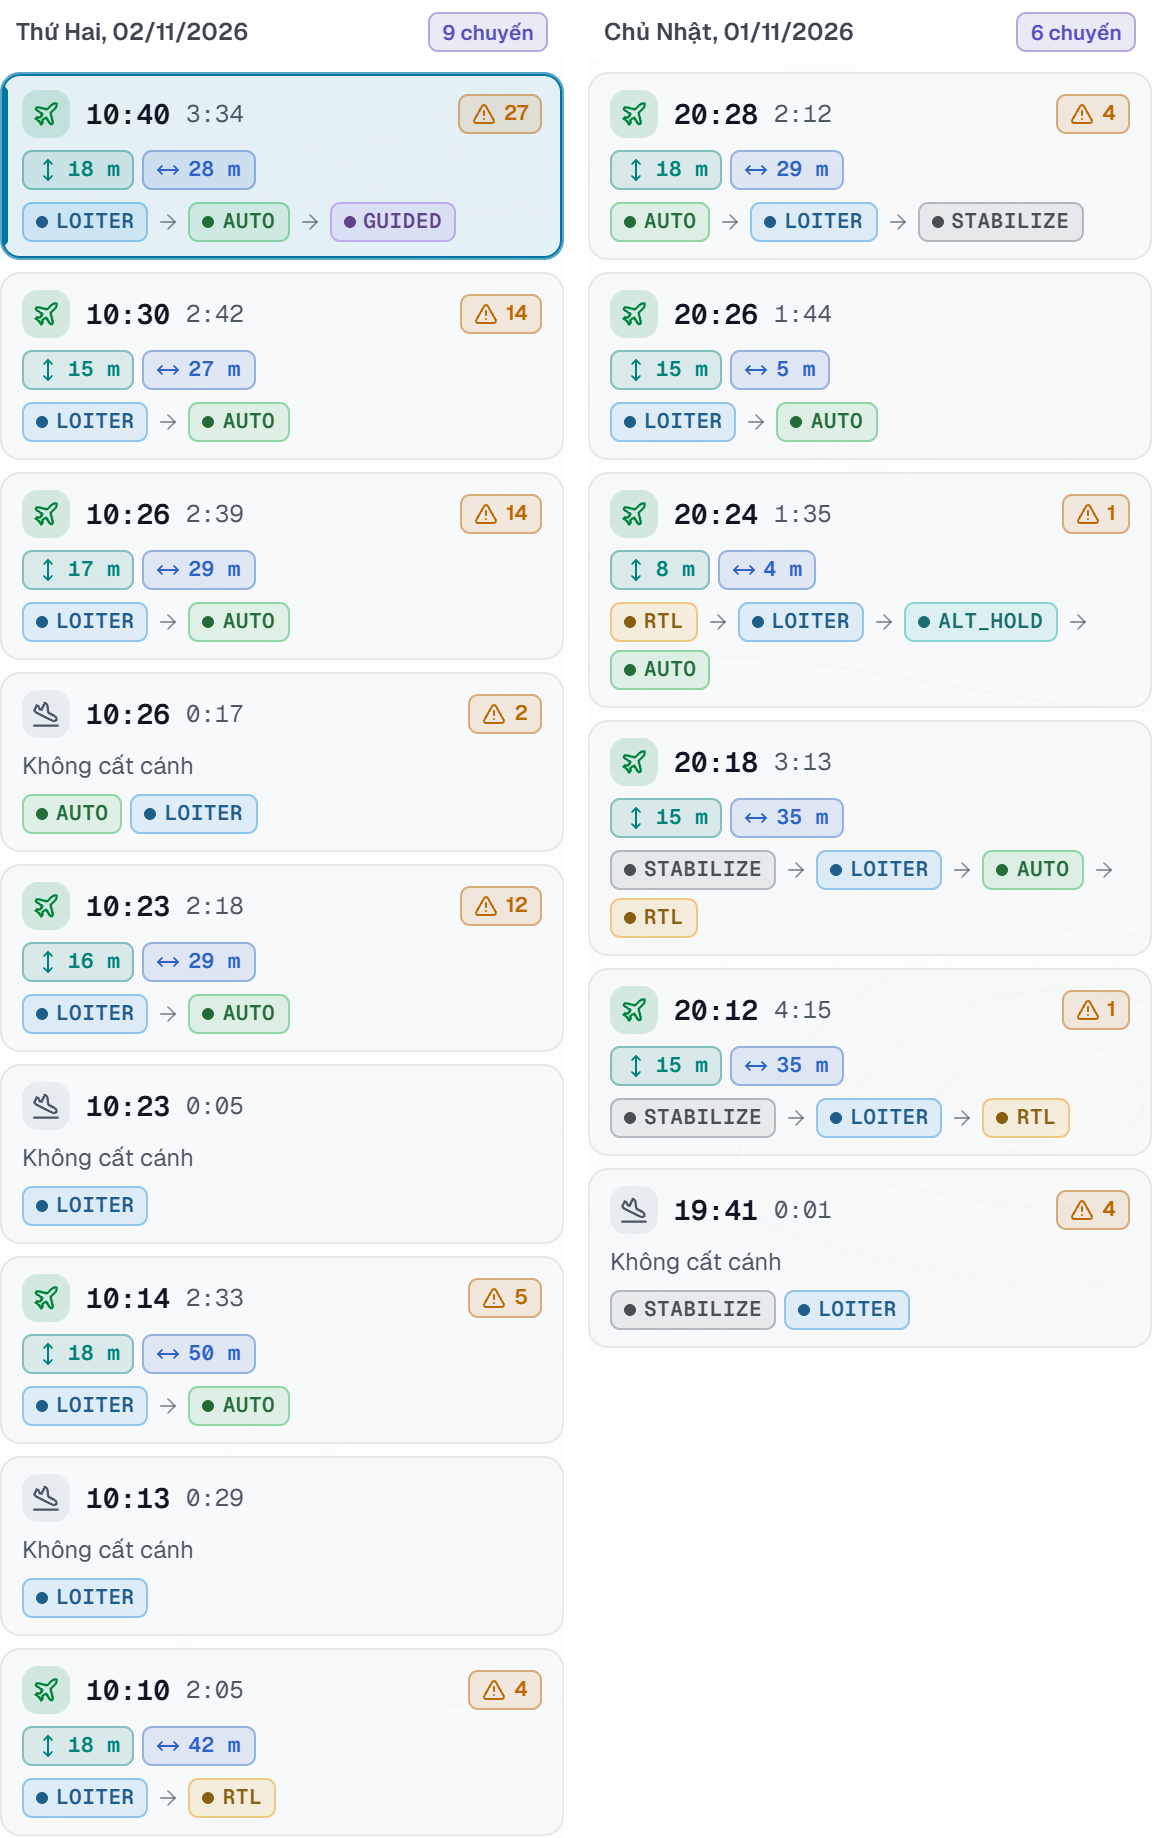 Thứ Hai, 02/11/2026
9 chuyến
10:40 3:34
27
18 m
28 m
LOITER → AUTO → GUIDED
10:30 2:42
14
15 m
27 m
LOITER → AUTO
10:26 2:39
14
17 m
29 m
LOITER → AUTO
10:26 0:17
2
Không cất cánh
AUTO LOITER
10:23 2:18
12
16 m
29 m
LOITER → AUTO
10:23 0:05
Không cất cánh
LOITER
10:14 2:33
5
18 m
50 m
LOITER → AUTO
10:13 0:29
Không cất cánh
LOITER
10:10 2:05
4
18 m
42 m
LOITER → RTL
Chủ Nhật, 01/11/2026
6 chuyến
20:28 2:12
4
18 m
29 m
AUTO → LOITER → STABILIZE
20:26 1:44
15 m
5 m
LOITER → AUTO
20:24 1:35
1
8 m
4 m
RTL → LOITER → ALT_HOLD →
AUTO
20:18 3:13
15 m
35 m
STABILIZE → LOITER → AUTO →
RTL
20:12 4:15
1
15 m
35 m
STABILIZE → LOITER → RTL
19:41 0:01
4
Không cất cánh
STABILIZE LOITER